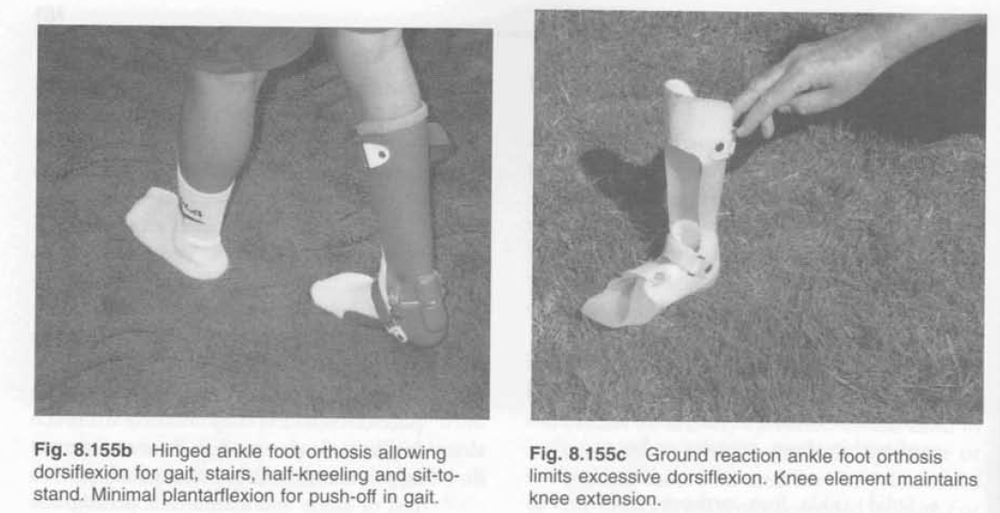 Fig. 8.155b Hinged ankle foot orthosis allowing
dorsiflexion for gait, stairs, half-kneeling and sit-to-
stand. Minimal plantarflexion for push-off in gait.
Fig. 8.155c Ground reaction ankle foot orthosis
limits excessive dorsiflexion. Knee element maintains
knee extension.